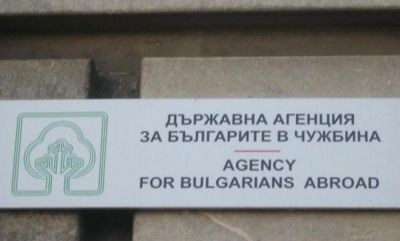 ДЪРЖАВНА АГЕНЦИЯ
ЗА БЪЛГАРИТЕ В ЧУЖБИНА
AGENCY
FOR BULGARIANS ABROAD